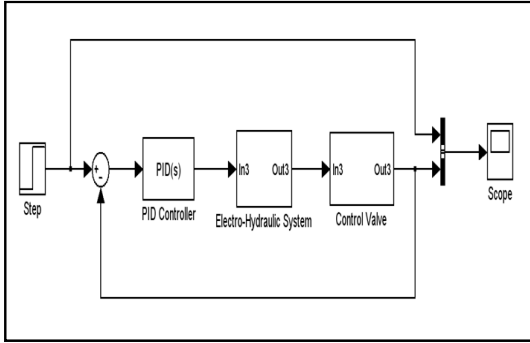 Step
+
-
PID(s)
PID Controller
In3 Out3
Electro-Hydraulic System
In3 Out3
Control Valve
Scope